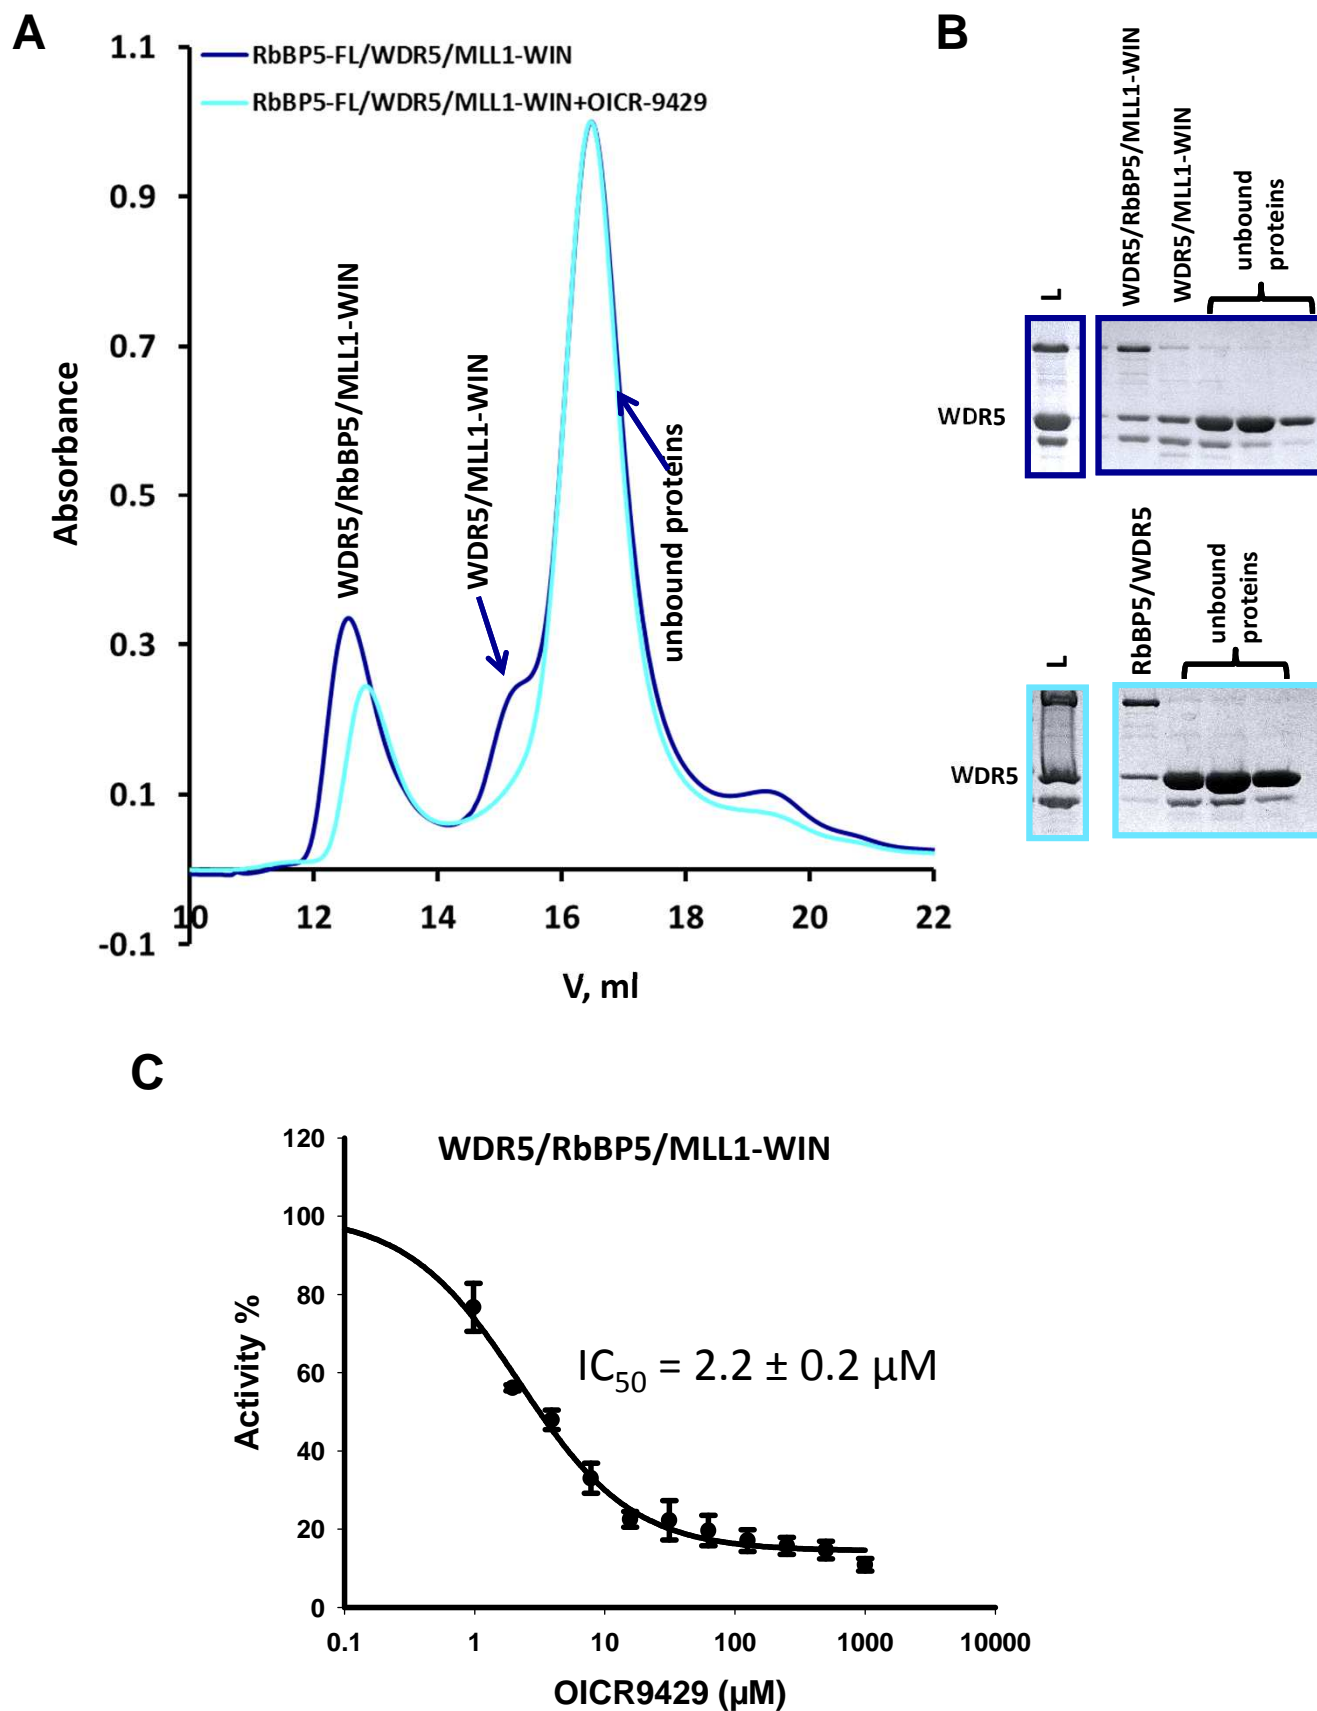 A
1.1
0.9
0.7
0.5
0.3
0.1
-0.1
Absorbance
RbBP5-FL/WDR5/MLL1-WIN
RbBP5-FL/WDR5/MLL1-WIN+OICR-9429
WDR5/RbBP5/MLL1-WIN
WDR5/MLL1-WIN
unbound proteins
10 12 14 16 18 20 22
V, ml
B
L
WDR5/RbBP5/MLL1-WIN
WDR5/MLL1-WIN
unbound
proteins
WDR5
L
RbBP5/WDR5
unbound
proteins
WDR5
C
WDR5/RbBP5/MLL1-WIN
120
100
80
60
40
20
0
Activity %
IC50 = 2.2 ± 0.2 µM
0.1 1 10 100 1000 10000
OICR9429 (µM)